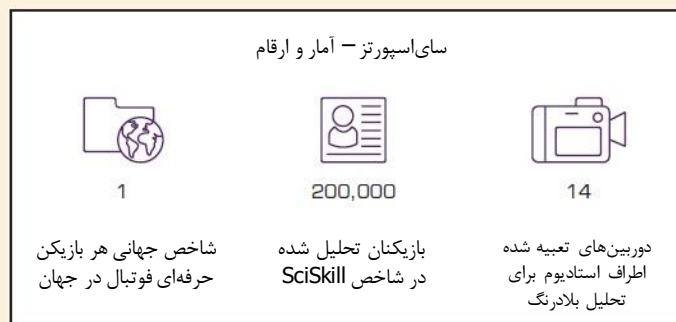 سای‌اسپورتز – آمار و ارقام
14
دوربین‌های تعبیه شده
اطراف استادیوم برای
تحلیل بلادرنگ
200,000
بازیکنان تحلیل شده
در شاخص SciSkill
1
شاخص جهانی هر بازیکن
حرفه‌ای فوتبال در جهان